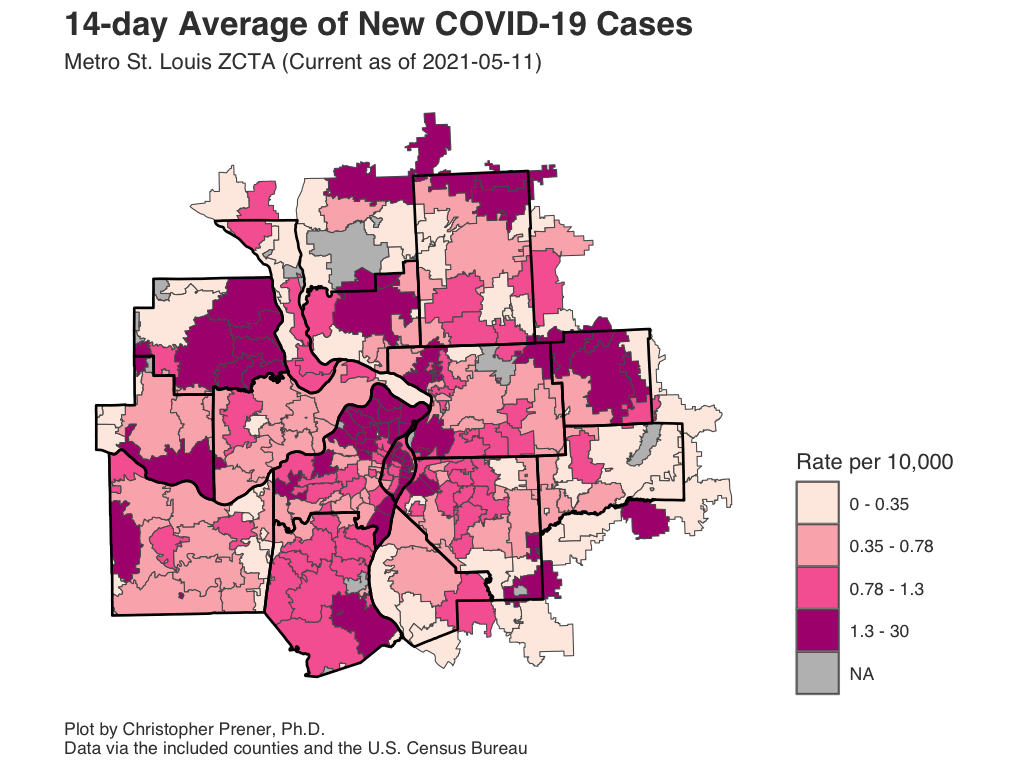 14-day Average of New COVID-19 Cases
Metro St. Louis ZCTA (Current as of 2021-05-11)
Rate per 10,000
0 - 0.35
0.35 - 0.78
0.78 - 1.3
1.3 - 30
NA
Plot by Christopher Prener, Ph.D.
Data via the included counties and the U.S. Census Bureau